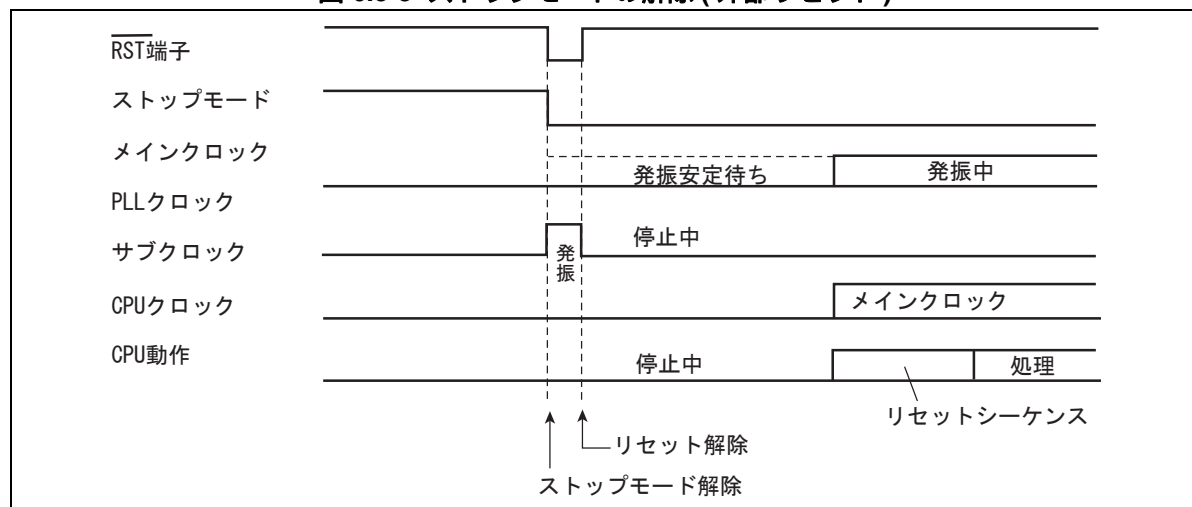 RST端子
ストップモード
メインクロック
発振安定待ち
発振中
PLLクロック
停止中
サブクロック
発振
CPUクロック
メインクロック
CPU動作
停止中
処理
リセットシーケンス
リセット解除
ストップモード解除